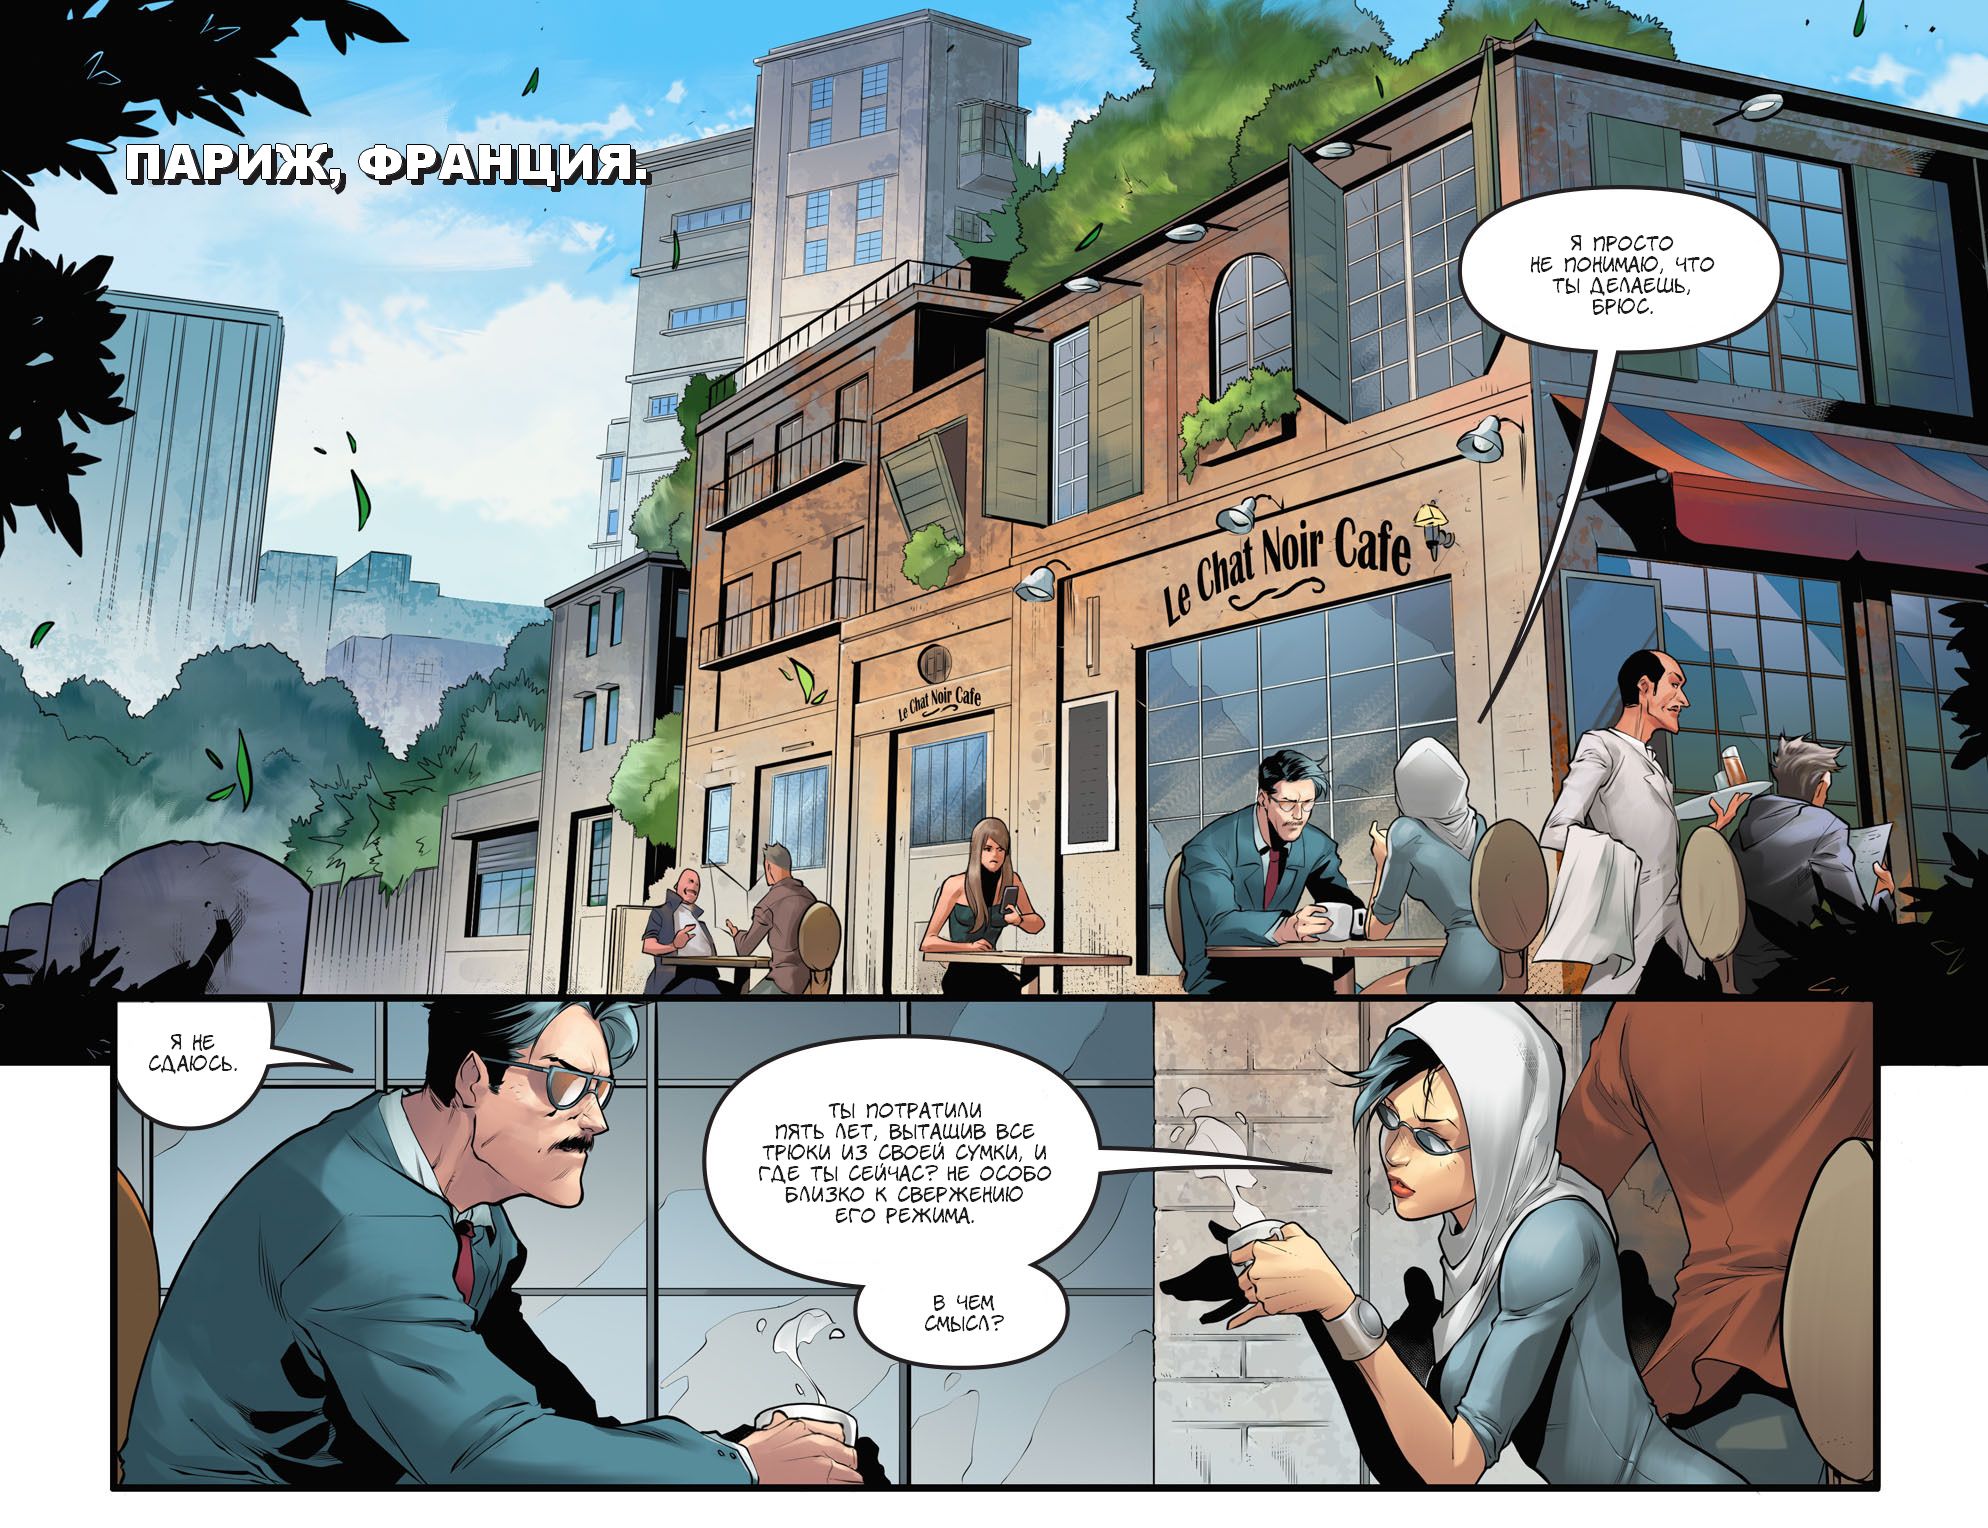 ПАРИЖ, ФРАНЦИЯ.
Я ПРОСТО
НЕ ПОНИМАЮ, ЧТО
ТЫ ДЕЛАЕШЬ,
БРЮС.
Le Chat Noir Cafe
Le Chat Noir Cafe
Я НЕ
СДАЮСЬ.
ТЫ ПОТРАТИЛИ
ПЯТЬ ЛЕТ, ВЫТАЩИВ ВСЕ
ТРЮКИ ИЗ СВОЕЙ СУМКИ, И
ГДЕ ТЫ СЕЙЧАС? НЕ ОСОБО
БЛИЗКО К СВЕРЖЕНИЮ
ЕГО РЕЖИМА.
В ЧЕМ
СМЫСЛ?